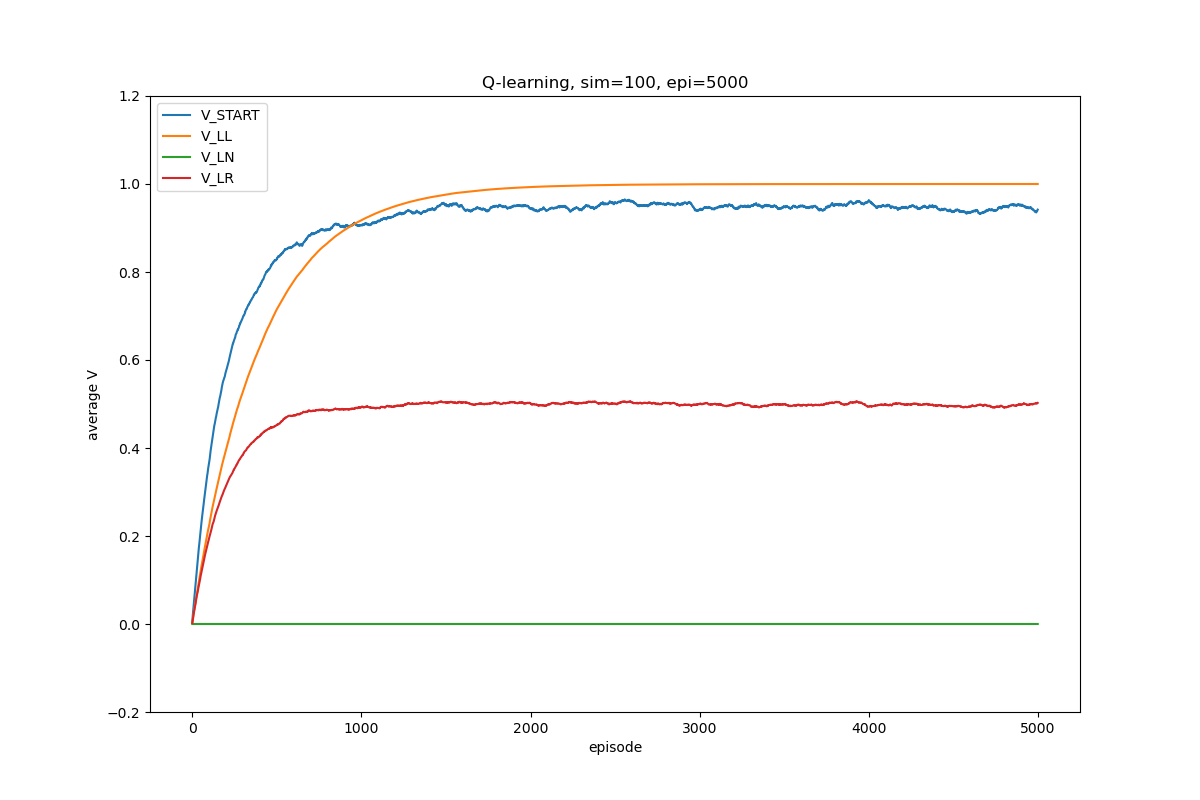 Q-learning, sim=100, epi=5000
1.2
V_START
V_LL
V_LN
V_LR
1.0
0.8
0.6
average V
0.4
0.2
0.0
−0.2
0 1000 2000 3000 4000 5000
episode